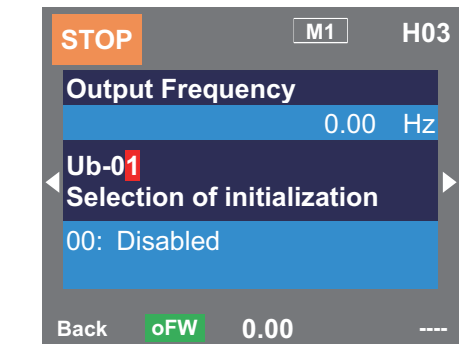 STOP M1 H03
Output Frequency
0.00 Hz
Ub-01
Selection of initialization
00: Disabled
Back oFW 0.00 ----